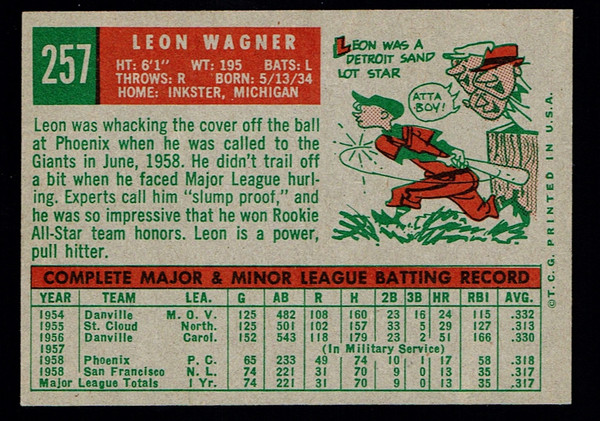 257
LEON WAGNER
HT: 6'1" WT: 195 BATS: L
THROWS: R BORN: 5/13/34
HOME: INKSTER, MICHIGAN
LEON WAS A
DETROIT SAND
LOT STAR
ATTA
BOY!
Leon was whacking the cover off the ball
at Phoenix when he was called to the
Giants in June, 1958. He didn't trail off
a bit when he faced Major League hurl-
ing. Experts call him "slump proof," and
he was so impressive that he won Rookie
All-Star team honors. Leon is a power,
pull hitter.
©T.C.G. PRINTED IN U.S.A.
COMPLETE MAJOR & MINOR LEAGUE BATTING RECORD
YEAR TEAM LEA. G AB R H 2B 3B HR RBI AVG.
1954 Danville M. O. V. 125 482 108 160 23 16 24 115 .332
1955 St. Cloud North. 125 501 102 157 33 5 29 127 .313
1956 Danville Carol. 152 543 118 179 22 2 51 166 .330
1957 (In Military Service)
1958 Phoenix P. C. 65 233 49 74 10 1 17 58 .318
1958 San Francisco N. L. 74 221 31 70 9 0 13 35 .317
Major League Totals 1 Yr. 74 221 31 70 9 0 13 35 .317